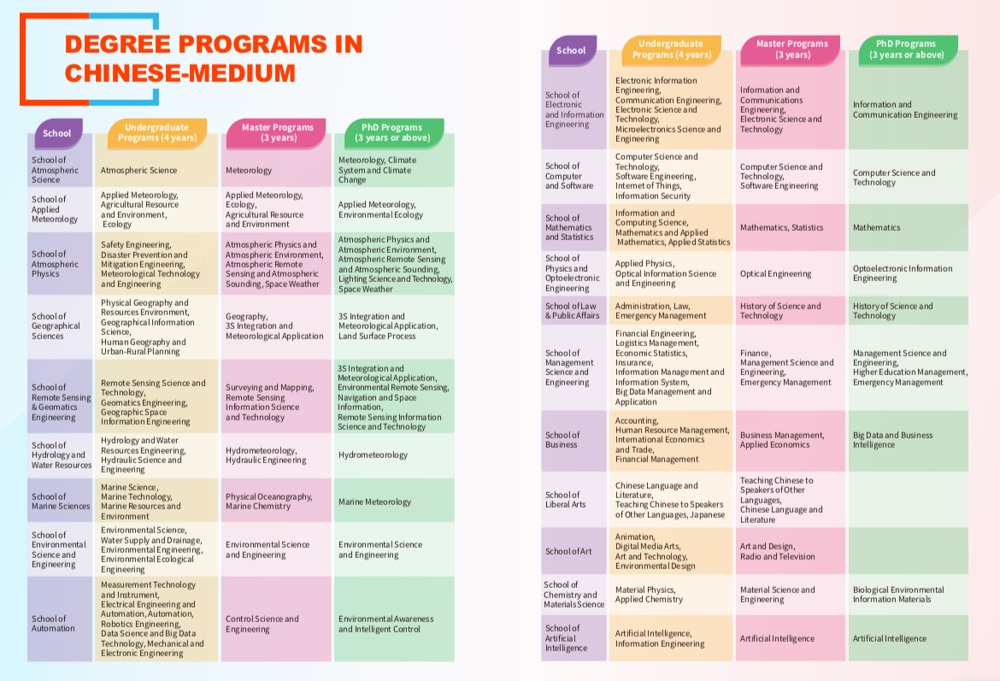 DEGREE PROGRAMS IN
CHINESE-MEDIUM
School
Undergraduate
Programs (4 years)
Master Programs
(3 years)
PhD Programs
(3 years or above)
School of
Atmospheric
Science
Atmospheric Science
Meteorology
Meteorology, Climate
System and Climate
Change
School of
Applied
Meteorology
Applied Meteorology,
Agricultural Resource
and Environment,
Ecology
Applied Meteorology,
Ecology,
Agricultural Resource
and Environment
Applied Meteorology,
Environmental Ecology
School of
Atmospheric
Physics
Safety Engineering,
Disaster Prevention and
Mitigation Engineering,
Meteorological Technology
and Engineering
Atmospheric Physics and
Atmospheric Environment,
Atmospheric Remote
Sensing and Atmospheric
Sounding, Space Weather
Atmospheric Physics and
Atmospheric Environment,
Atmospheric Remote Sensing
and Atmospheric Sounding,
Lighting Science and Technology,
Space Weather
School of
Geographical
Sciences
Physical Geography and
Resources Environment,
Geographical Information
Science,
Human Geography and
Urban-Rural Planning
Geography,
3S Integration and
Meteorological Application
3S Integration and
Meteorological Application,
Land Surface Process
School of
Remote Sensing
& Geomatics
Engineering
Remote Sensing Science and
Technology,
Geomatics Engineering,
Geographic Space
Information Engineering
Surveying and Mapping,
Remote Sensing
Information Science
and Technology
3S Integration and
Meteorological Application,
Environmental Remote Sensing,
Navigation and Space
Information,
Remote Sensing Information
Science and Technology
School of
Hydrology and
Water Resources
Hydrology and Water
Resources Engineering,
Hydraulic Science and
Engineering
Hydrometeorology,
Hydraulic Engineering
Hydrometeorology
School of
Marine Sciences
Marine Science,
Marine Technology,
Marine Resources and
Environment
Physical Oceanography,
Marine Chemistry
Marine Meteorology
School of
Environmental
Science and
Engineering
Environmental Science,
Water Supply and Drainage,
Environmental Engineering,
Environmental Ecological
Engineering
Environmental Science
and Engineering
Environmental Science
and Engineering
School of
Automation
Measurement Technology
and Instrument,
Electrical Engineering and
Automation, Automation,
Robotics Engineering,
Data Science and Big Data
Technology, Mechanical and
Electronic Engineering
Control Science and
Engineering
Environmental Awareness
and Intelligent Control
School
Undergraduate
Programs (4 years)
Master Programs
(3 years)
PhD Programs
(3 years or above)
School of
Electronic
and Information
Engineering
Electronic Information
Engineering,
Communication Engineering,
Electronic Science and
Technology,
Microelectronics Science and
Engineering
Information and
Communications
Engineering,
Electronic Science and
Technology
Information and
Communication Engineering
School of
Computer
and Software
Computer Science and
Technology,
Software Engineering,
Internet of Things,
Information Security
Computer Science and
Technology,
Software Engineering
Computer Science and
Technology
School of
Mathematics
and Statistics
Information and
Computing Science,
Mathematics and Applied
Mathematics, Applied Statistics
Mathematics, Statistics
Mathematics
School of
Physics and
Optoelectronic
Engineering
Applied Physics,
Optical Information Science
and Engineering
Optical Engineering
Optoelectronic Information
Engineering
School of Law
& Public Affairs
Administration, Law,
Emergency Management
History of Science and
Technology
History of Science and
Technology
School of
Management
Science and
Engineering
Financial Engineering,
Logistics Management,
Economic Statistics,
Insurance,
Information Management and
Information System,
Big Data Management and
Application
Finance,
Management Science and
Engineering,
Emergency Management
Management Science and
Engineering,
Higher Education Management,
Emergency Management
School of
Business
Accounting,
Human Resource Management,
International Economics
and Trade,
Financial Management
Business Management,
Applied Economics
Big Data and Business
Intelligence
School of
Liberal Arts
Chinese Language and
Literature,
Teaching Chinese to Speakers
of Other Languages, Japanese
Teaching Chinese to
Speakers of Other
Languages,
Chinese Language and
Literature
School of Art
Animation,
Digital Media Arts,
Art and Technology,
Environmental Design
Art and Design,
Radio and Television
School of
Chemistry and
Materials Science
Material Physics,
Applied Chemistry
Material Science and
Engineering
Biological Environmental
Information Materials
School of
Artificial
Intelligence
Artificial Intelligence,
Information Engineering
Artificial Intelligence
Artificial Intelligence